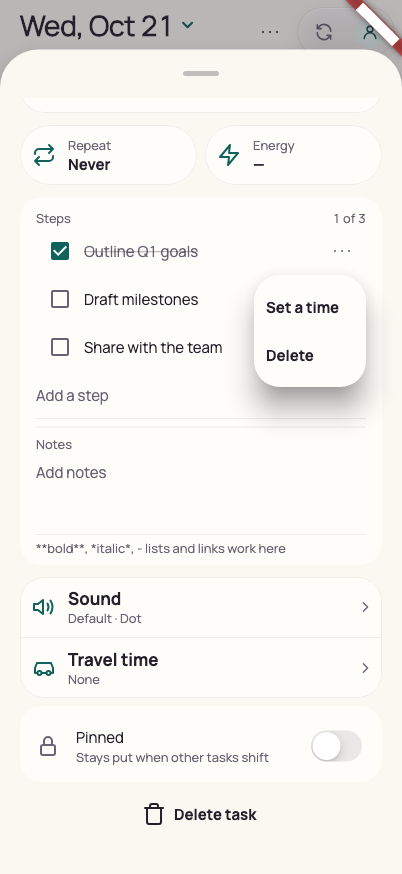 Wed, Oct 21
Repeat
Never
Energy
–
Steps
1 of 3
Outline Q1 goals
Draft milestones
Share with the team
Set a time
Delete
Add a step
Notes
Add notes
**bold**, *italic*, - lists and links work here
Sound
Default · Dot
Travel time
None
Pinned
Stays put when other tasks shift
Delete task